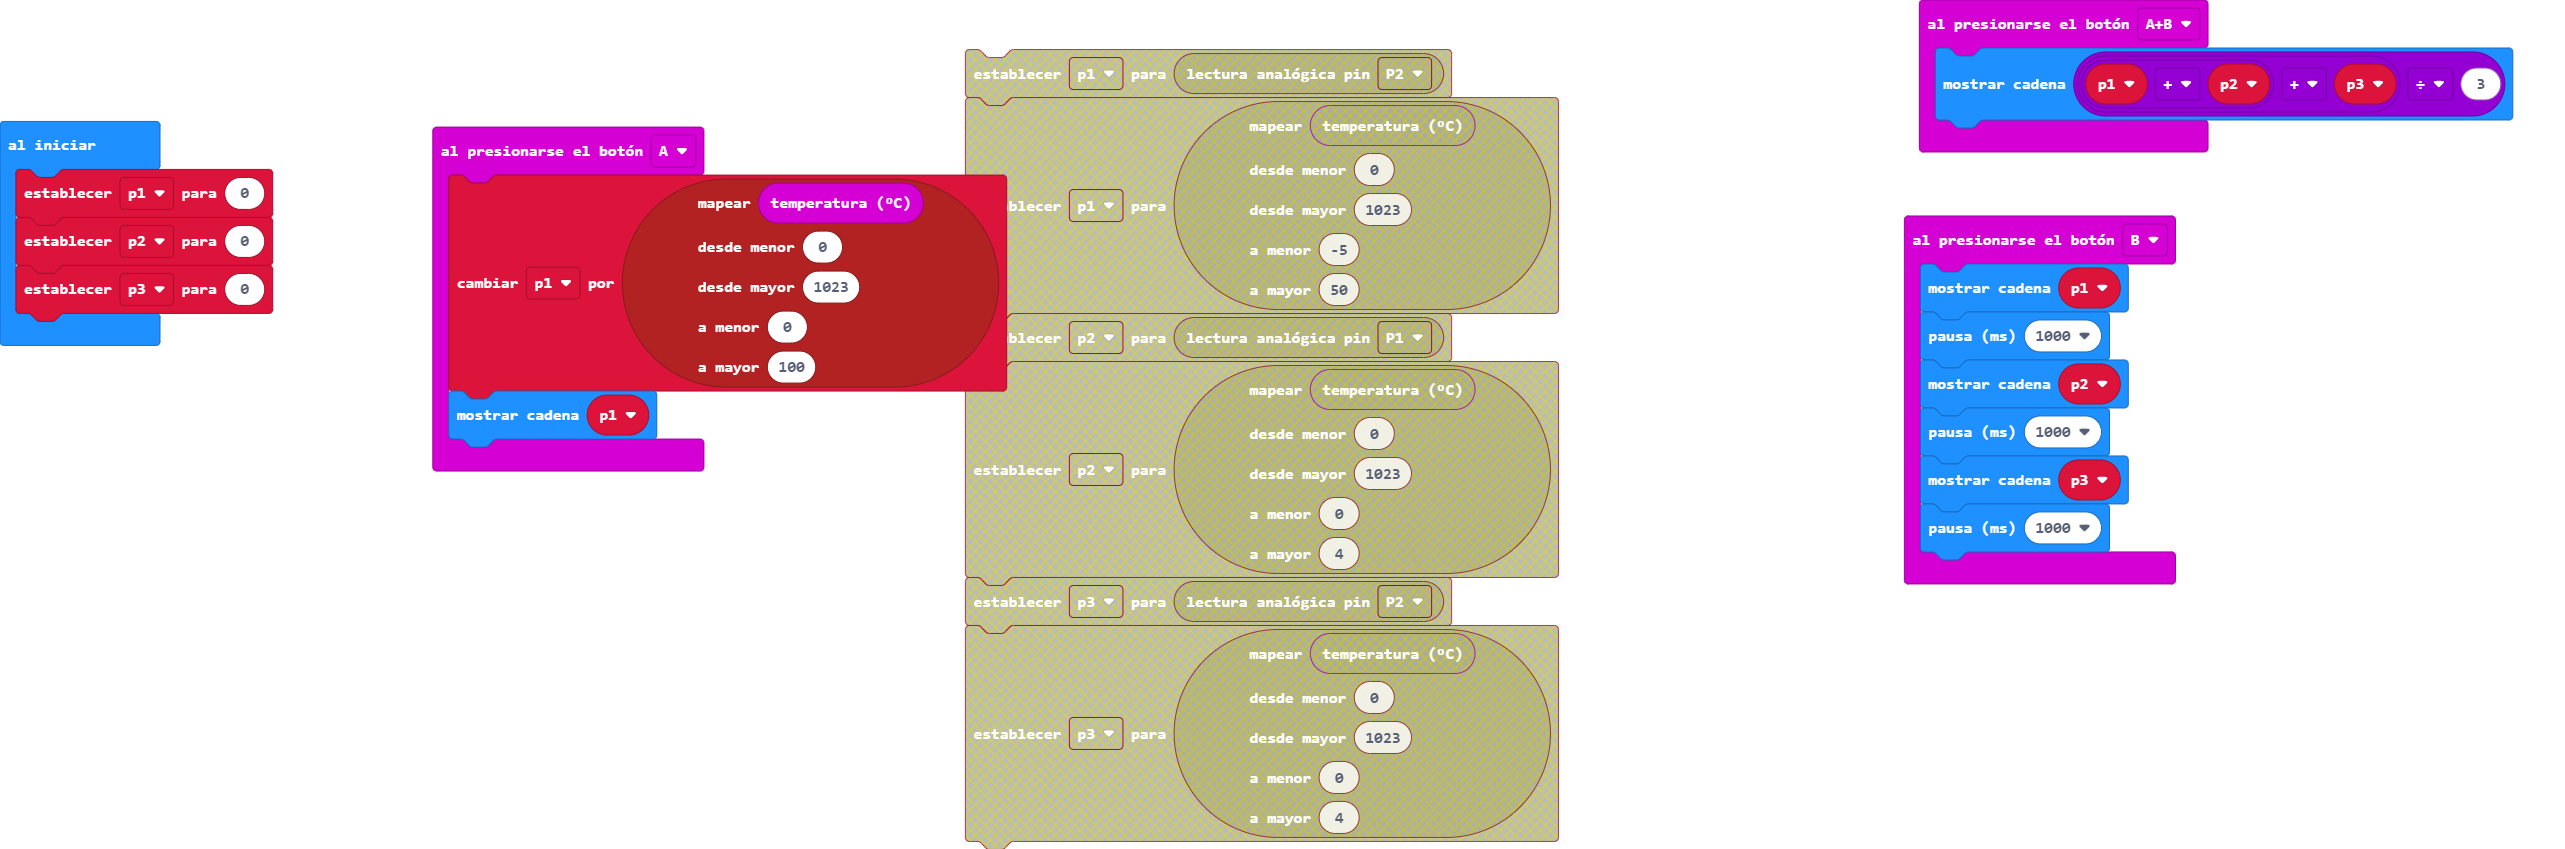 al iniciar
establecer p1 para 0
establecer p2 para 0
establecer p3 para 0
al presionarse el botón A
cambiar p1 por mapear temperatura (ºC)
desde menor 0
desde mayor 1023
a menor 0
a mayor 100
mostrar cadena p1
establecer p1 para lectura analógica pin P2
blecer p1 para mapear temperatura (ºC)
desde menor 0
desde mayor 1023
a menor -5
a mayor 50
blecer p2 para lectura analógica pin P1
establecer p2 para mapear temperatura (ºC)
desde menor 0
desde mayor 1023
a menor 0
a mayor 4
establecer p3 para lectura analógica pin P2
establecer p3 para mapear temperatura (ºC)
desde menor 0
desde mayor 1023
a menor 0
a mayor 4
al presionarse el botón A+B
mostrar cadena p1 + p2 + p3 ÷ 3
al presionarse el botón B
mostrar cadena p1
pausa (ms) 1000
mostrar cadena p2
pausa (ms) 1000
mostrar cadena p3
pausa (ms) 1000